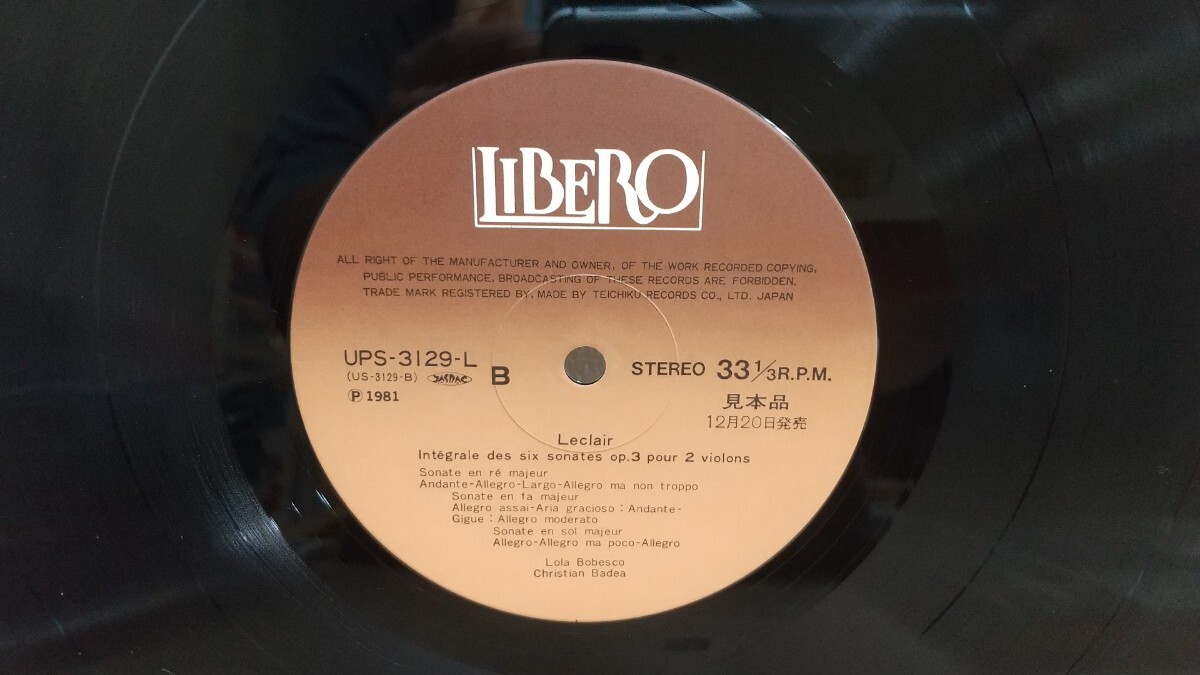 LIBERO
ALL RIGHT OF THE MANUFACTURER AND OWNER, OF THE WORK RECORDED COPYING,
PUBLIC PERFORMANCE, BROADCASTING OF THESE RECORDS ARE FORBIDDEN.
TRADE MARK REGISTERED BY, MADE BY TEICHIKU RECORDS CO., LTD. JAPAN
UPS-3129-L
(US-3129-B) JASRAC
Ⓟ 1981
B
STEREO 33 1/3 R.P.M.
見本品
12月20日発売
Leclair
Intégrale des six sonates op.3 pour 2 violons
Sonate en ré majeur
Andante-Allegro-Largo-Allegro ma non troppo
Sonate en fa majeur
Allegro assai-Aria gracioso : Andante-
Gigue : Allegro moderato
Sonate en sol majeur
Allegro-Allegro ma poco-Allegro
Lola Bobesco
Christian Badea